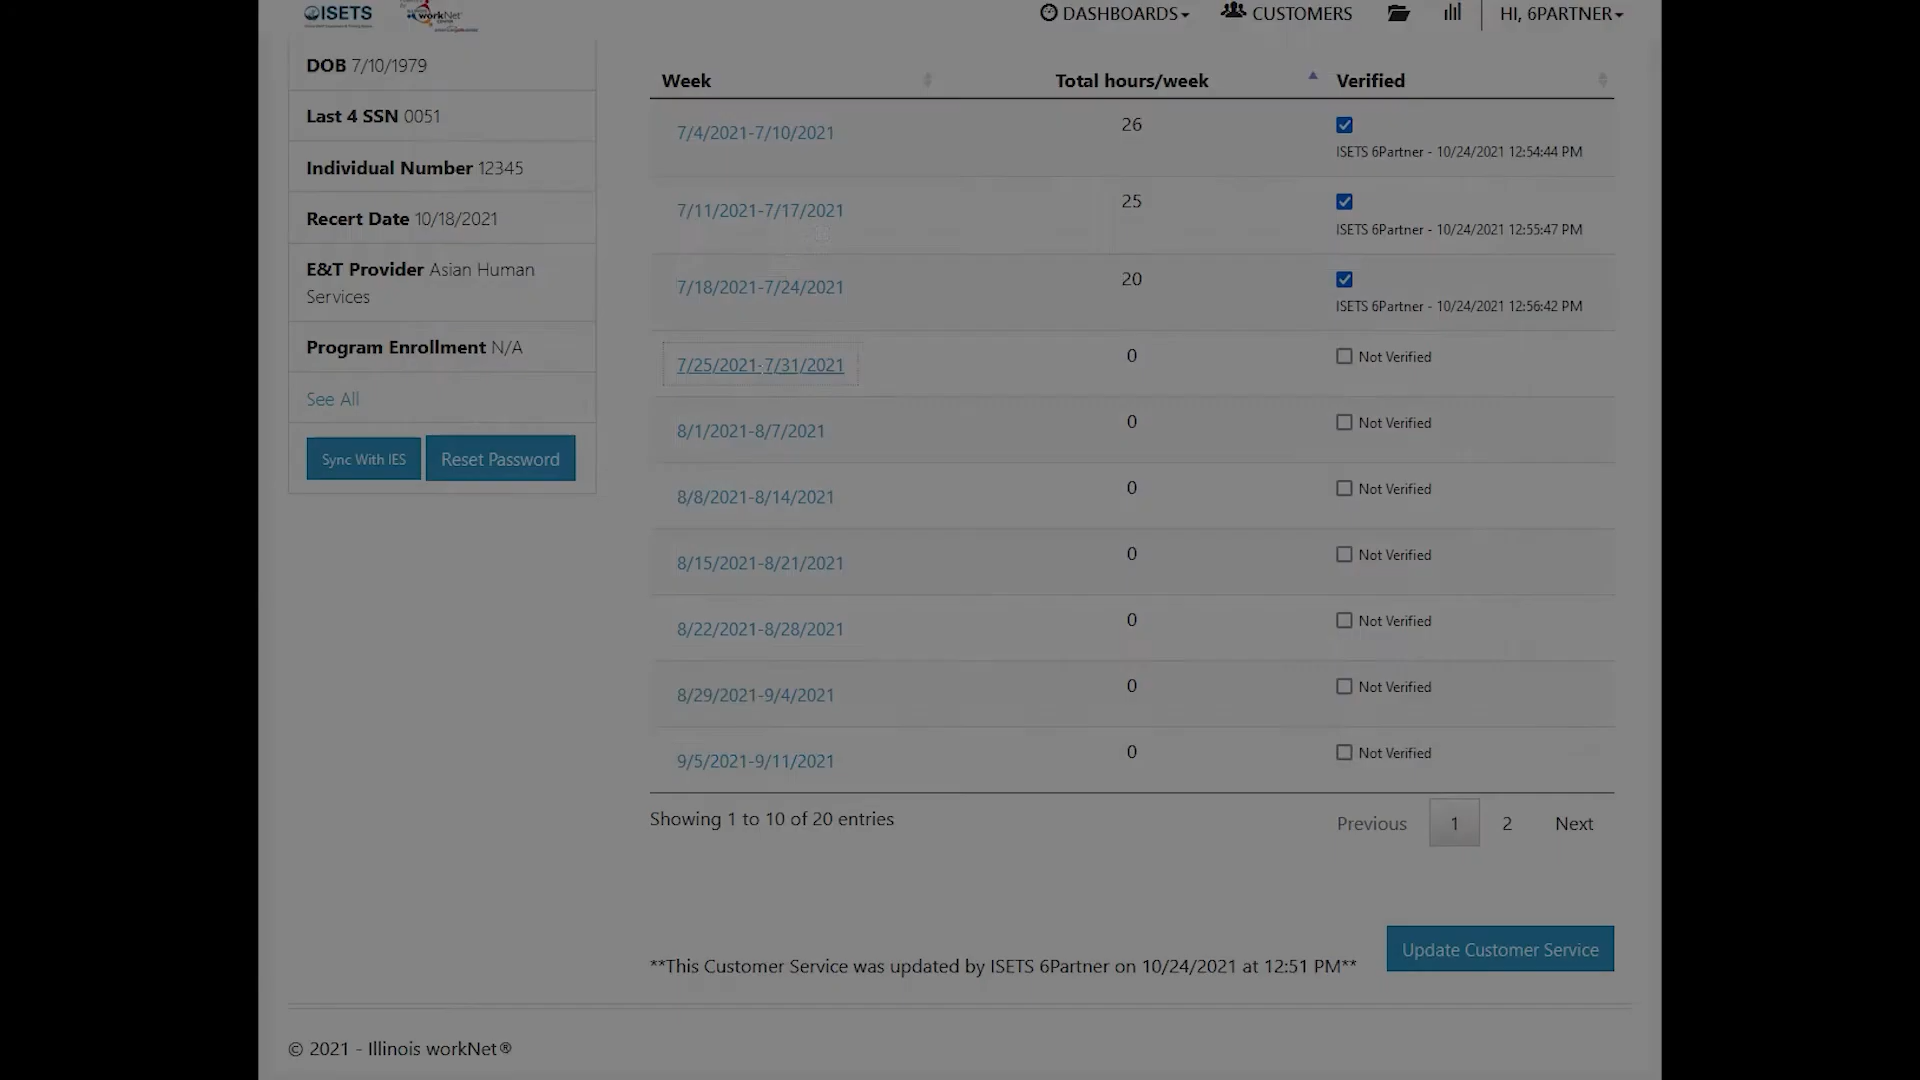 ISETS
workNet
DASHBOARDS
CUSTOMERS
HI, 6PARTNER
DOB 7/10/1979
Last 4 SSN 0051
Individual Number 12345
Recert Date 10/18/2021
E&T Provider Asian Human
Services
Program Enrollment N/A
See All
Sync With IES
Reset Password
Week Total hours/week Verified
7/4/2021-7/10/2021 26
ISETS 6Partner - 10/24/2021 12:54:44 PM
7/11/2021-7/17/2021 25
ISETS 6Partner - 10/24/2021 12:55:47 PM
7/18/2021-7/24/2021 20
ISETS 6Partner - 10/24/2021 12:56:42 PM
7/25/2021-7/31/2021 0 Not Verified
8/1/2021-8/7/2021 0 Not Verified
8/8/2021-8/14/2021 0 Not Verified
8/15/2021-8/21/2021 0 Not Verified
8/22/2021-8/28/2021 0 Not Verified
8/29/2021-9/4/2021 0 Not Verified
9/5/2021-9/11/2021 0 Not Verified
Showing 1 to 10 of 20 entries
Previous 1 2 Next
**This Customer Service was updated by ISETS 6Partner on 10/24/2021 at 12:51 PM**
Update Customer Service
© 2021 - Illinois workNet®